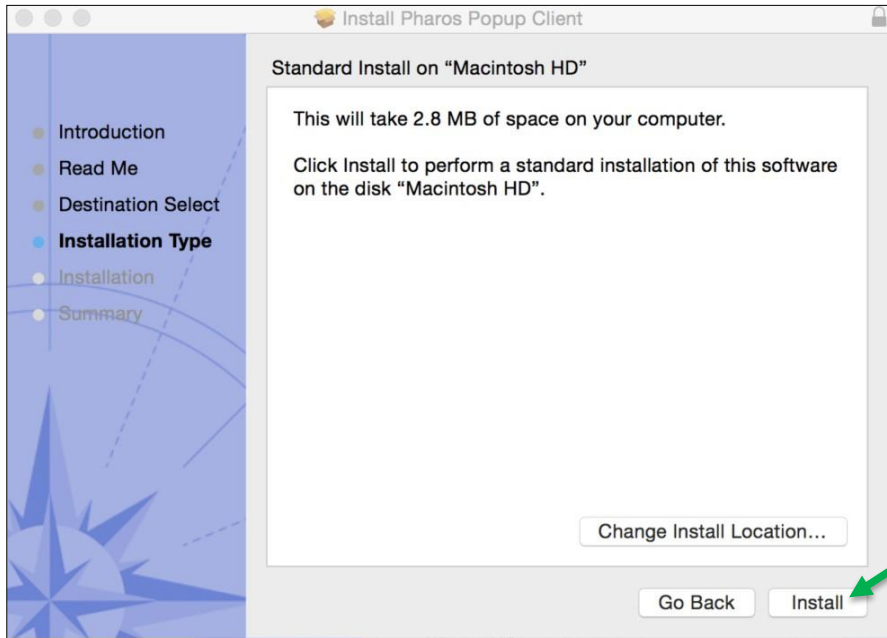 Install Pharos Popup Client
Standard Install on “Macintosh HD”
Introduction
Read Me
Destination Select
Installation Type
Installation
Summary
This will take 2.8 MB of space on your computer.
Click Install to perform a standard installation of this software
on the disk “Macintosh HD”.
Change Install Location...
Go Back
Install